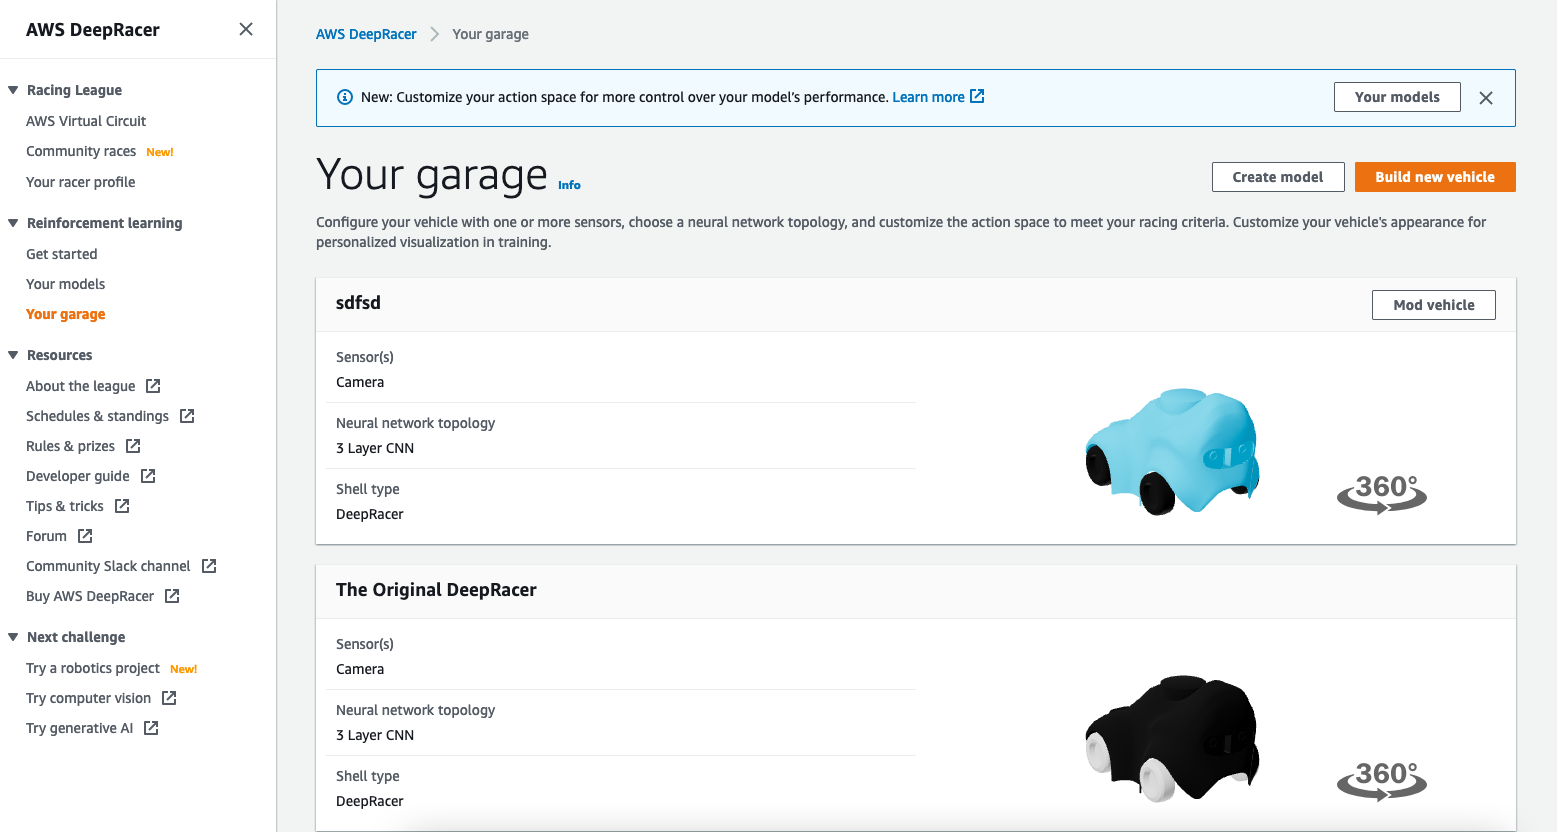 AWS DeepRacer
Racing League
AWS Virtual Circuit
Community races New!
Your racer profile
Reinforcement learning
Get started
Your models
Your garage
Resources
About the league
Schedules & standings
Rules & prizes
Developer guide
Tips & tricks
Forum
Community Slack channel
Buy AWS DeepRacer
Next challenge
Try a robotics project New!
Try computer vision
Try generative AI
AWS DeepRacer Your garage
New: Customize your action space for more control over your model’s performance. Learn more
Your models
Your garage Info
Create model
Build new vehicle
Configure your vehicle with one or more sensors, choose a neural network topology, and customize the action space to meet your racing criteria. Customize your vehicle's appearance for
personalized visualization in training.
sdfsd
Mod vehicle
Sensor(s)
Camera
Neural network topology
3 Layer CNN
Shell type
DeepRacer
360°
The Original DeepRacer
Sensor(s)
Camera
Neural network topology
3 Layer CNN
Shell type
DeepRacer
360°